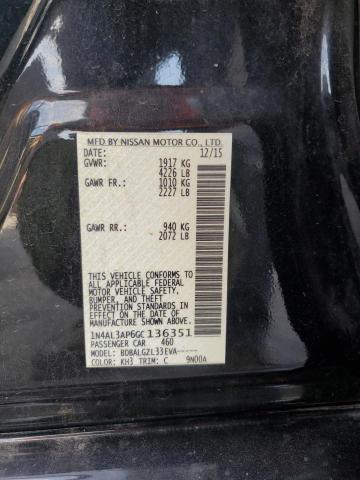 MFD BY NISSAN MOTOR CO., LTD.
DATE: 12/15
GVWR: 1917 KG
4226 LB
GAWR FR.: 1010 KG
2227 LB
GAWR RR.: 940 KG
2072 LB
THIS VEHICLE CONFORMS TO
ALL APPLICABLE FEDERAL
MOTOR VEHICLE SAFETY,
BUMPER, AND THEFT
PREVENTION STANDARDS IN
EFFECT ON THE DATE OF
MANUFACTURE SHOWN ABOVE.
1N4AL3AP6GC136351
PASSENGER CAR 460
MODEL: BDBALGZL33EVA-----
COLOR: KH3 TRIM: C 9N00A